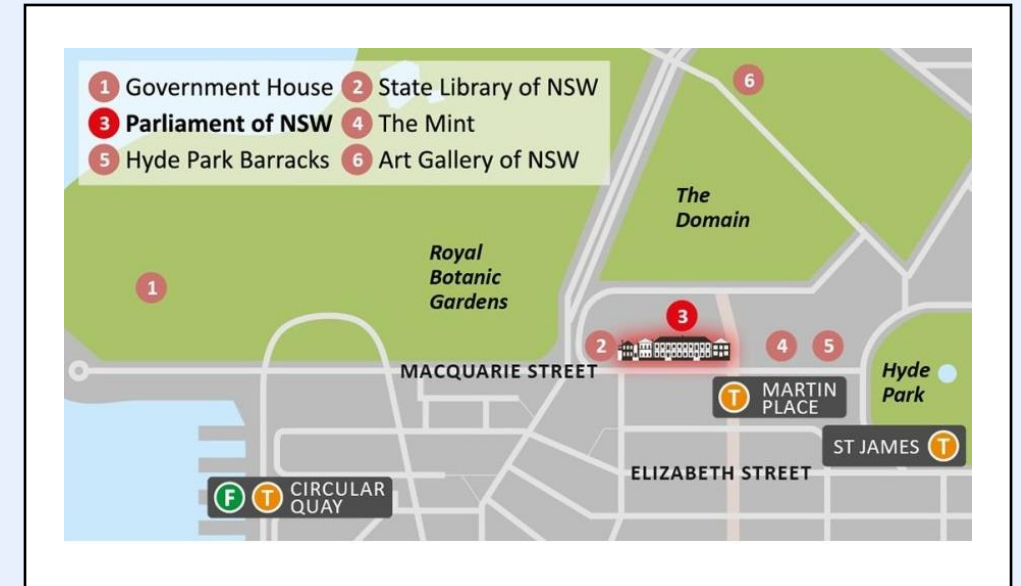 1 Government House 2 State Library of NSW
3 Parliament of NSW 4 The Mint
5 Hyde Park Barracks 6 Art Gallery of NSW
6
The
Domain
Royal
Botanic
Gardens
1
3
2
4
5
MACQUARIE STREET
Hyde
Park
T MARTIN
PLACE
ST JAMES T
ELIZABETH STREET
F T CIRCULAR
QUAY